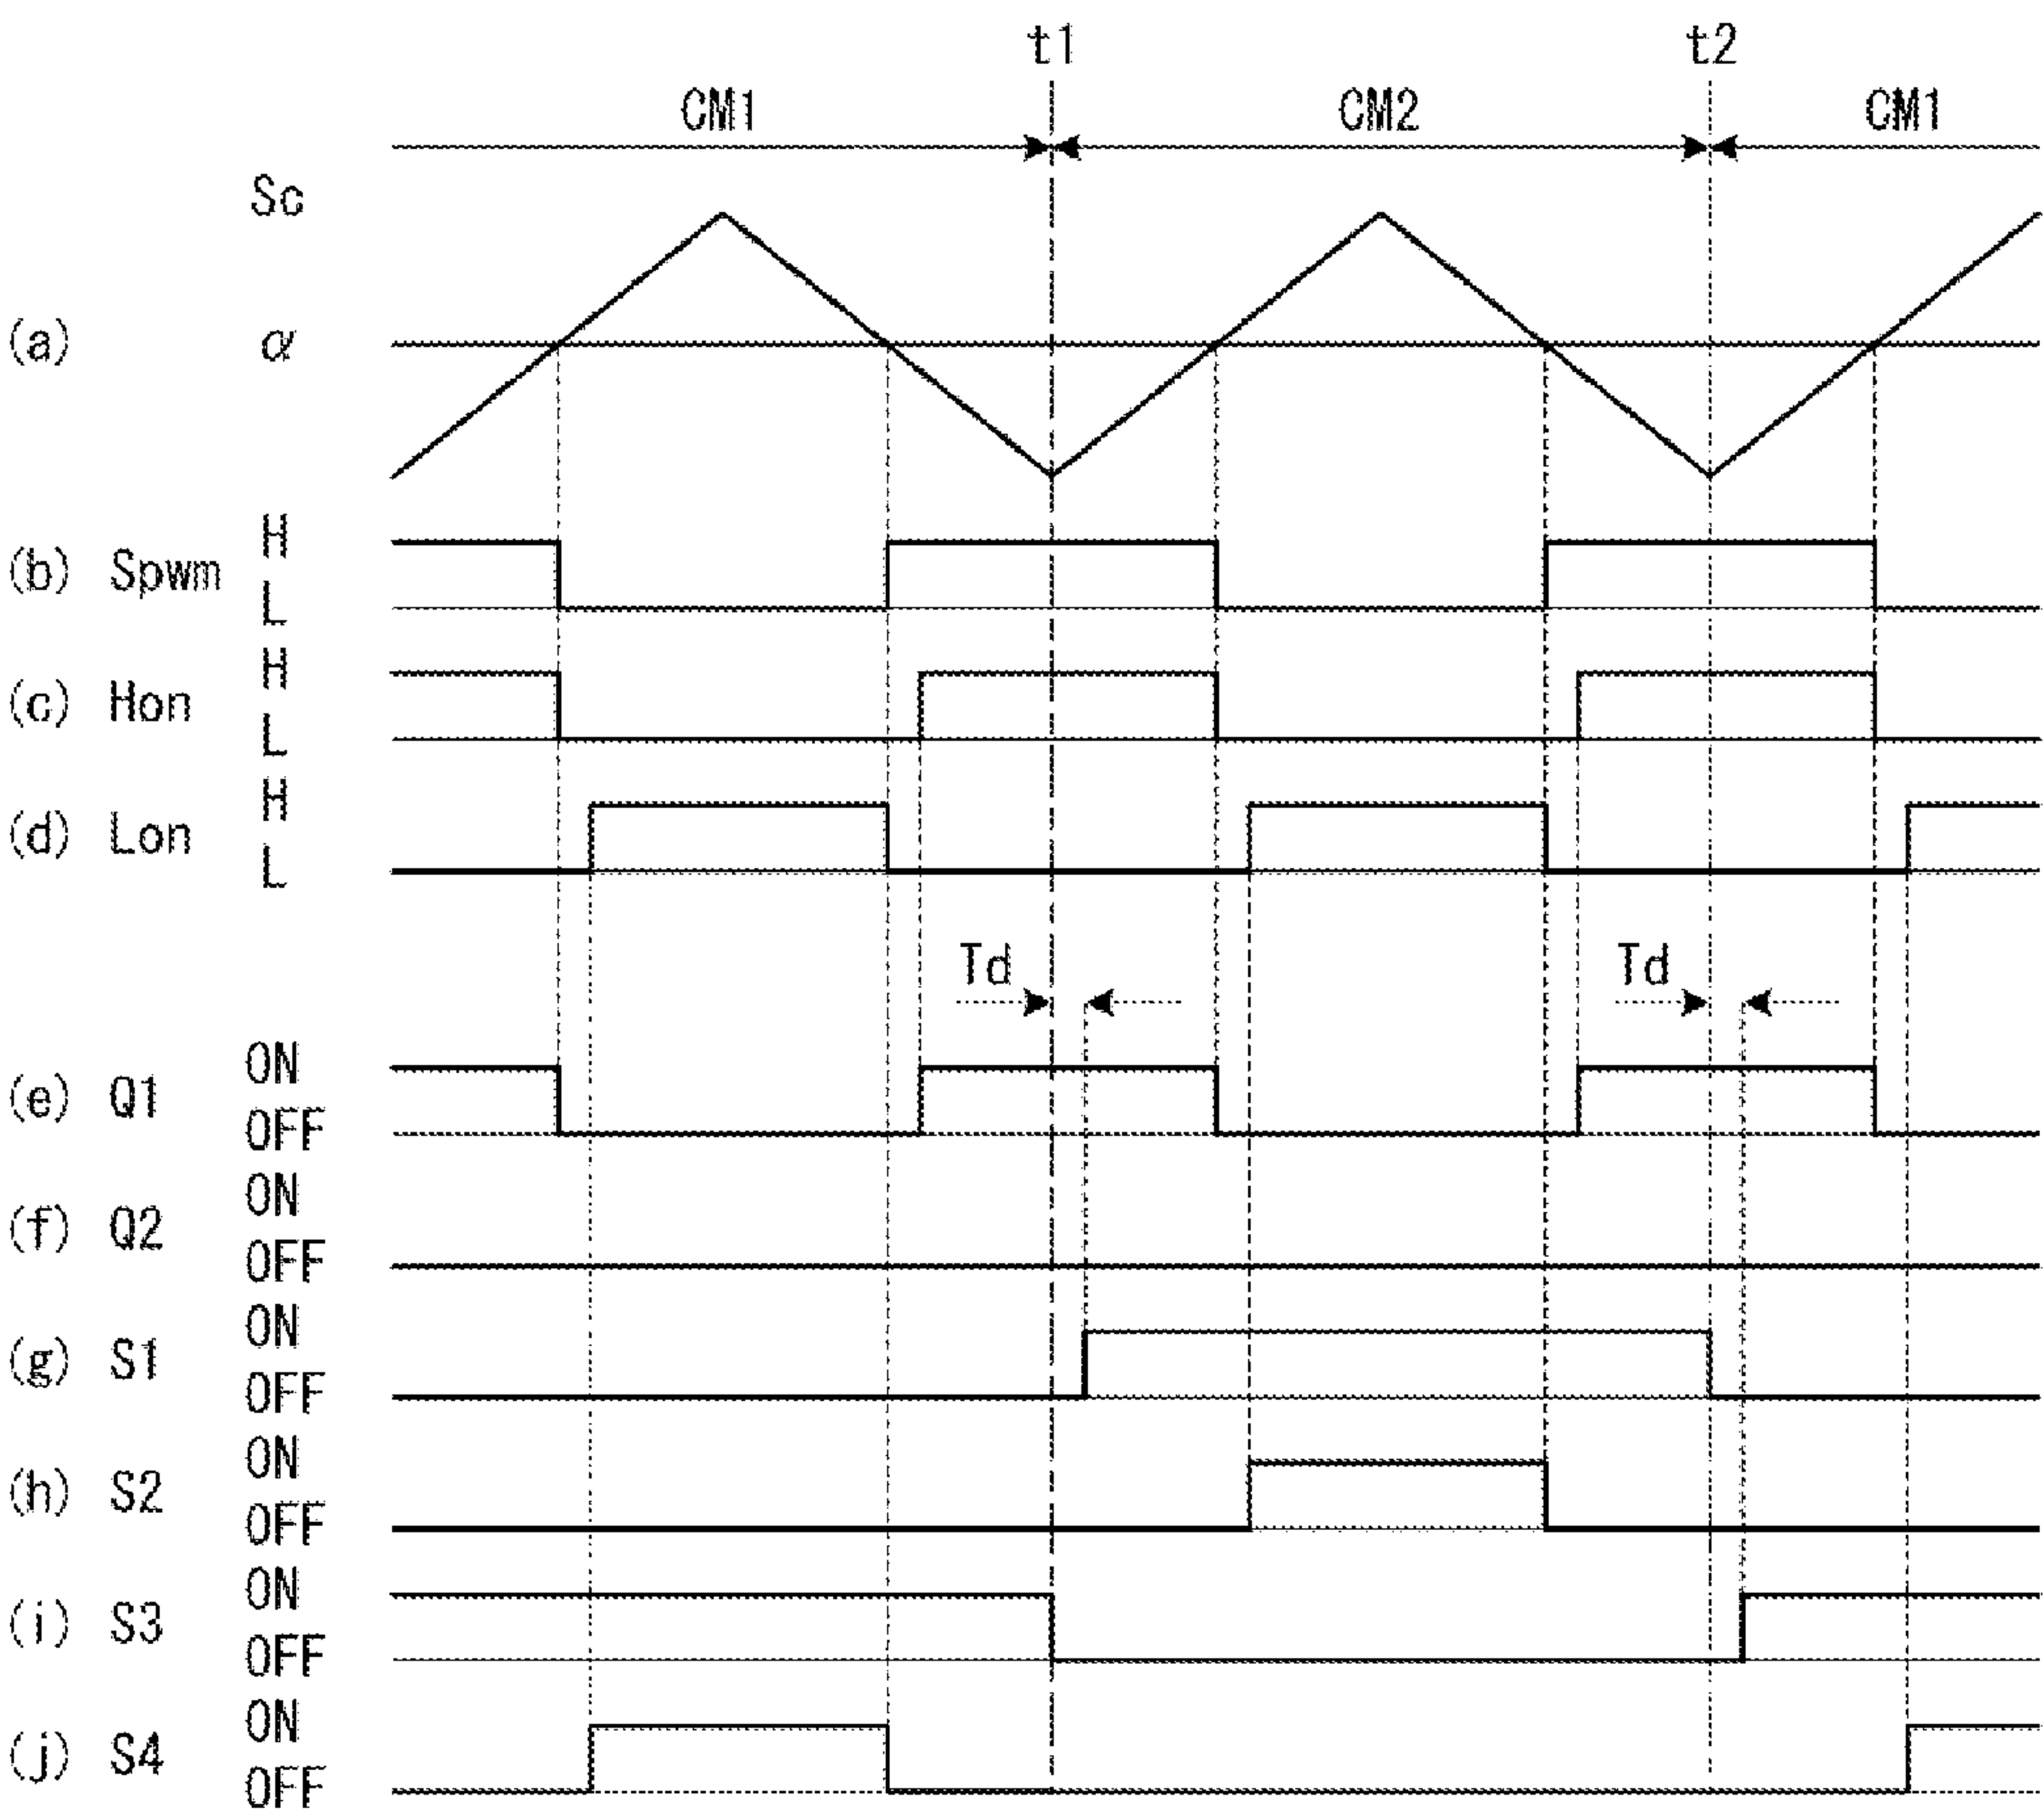 t1 t2
CM1 CM2 CM1
Sc
(a) α
(b) Spwm H L
(c) Hon H L
(d) Lon H L
Td Td
(e) Q1 ON OFF
(f) Q2 ON OFF
(g) S1 ON OFF
(h) S2 ON OFF
(i) S3 ON OFF
(j) S4 ON OFF